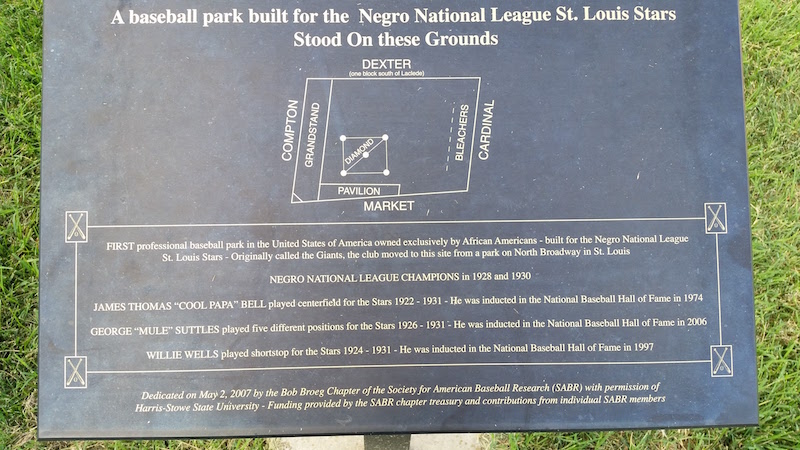 A baseball park built for the Negro National League St. Louis Stars
Stood On these Grounds
DEXTER
(one block south of Laclede)
COMPTON
GRANDSTAND
DIAMOND
BLEACHERS
CARDINAL
PAVILION
MARKET
FIRST professional baseball park in the United States of America owned exclusively by African Americans - built for the Negro National League
St. Louis Stars - Originally called the Giants, the club moved to this site from a park on North Broadway in St. Louis
NEGRO NATIONAL LEAGUE CHAMPIONS in 1928 and 1930
JAMES THOMAS “COOL PAPA” BELL played centerfield for the Stars 1922 - 1931 - He was inducted in the National Baseball Hall of Fame in 1974
GEORGE “MULE” SUTTLES played five different positions for the Stars 1926 - 1931 - He was inducted in the National Baseball Hall of Fame in 2006
WILLIE WELLS played shortstop for the Stars 1924 - 1931 - He was inducted in the National Baseball Hall of Fame in 1997
Dedicated on May 2, 2007 by the Bob Broeg Chapter of the Society for American Baseball Research (SABR) with permission of
Harris-Stowe State University - Funding provided by the SABR chapter treasury and contributions from individual SABR members